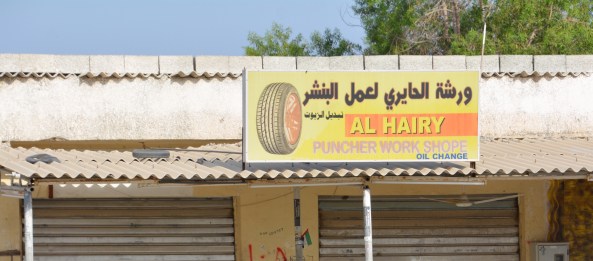 ورشة الحايري لعمل البنشر
تبديل الزيوت
AL HAIRY
PUNCHER WORK SHOPE
OIL CHANGE